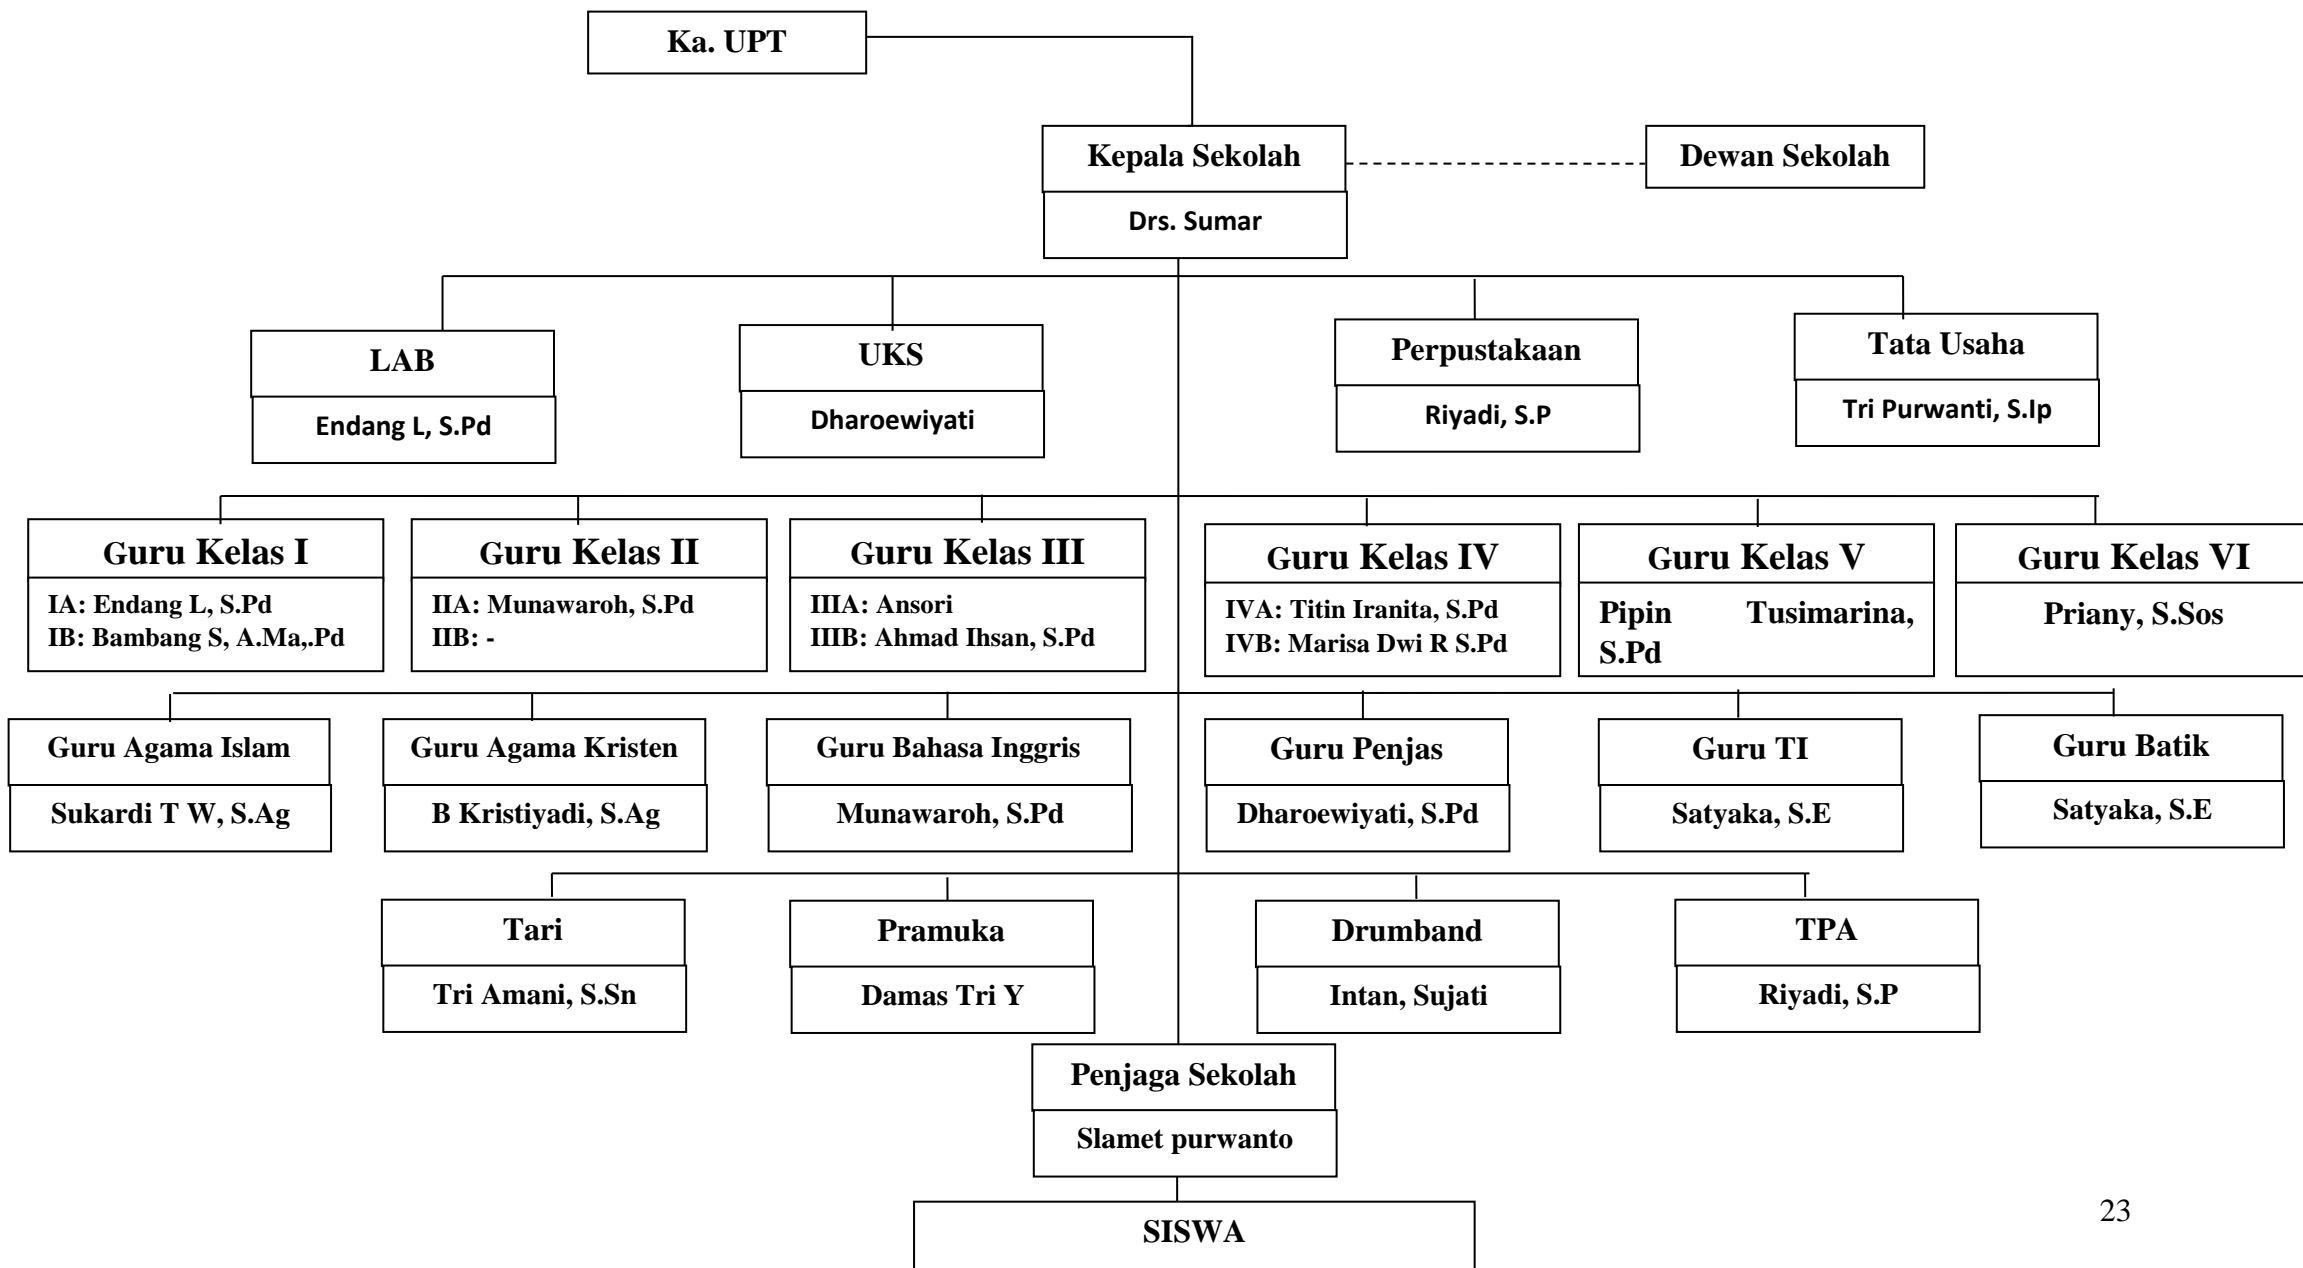 Ka. UPT
Kepala Sekolah
Dewan Sekolah
Drs. Sumar
LAB
Endang L, S.Pd
UKS
Dharoewiyati
Perpustakaan
Riyadi, S.P
Tata Usaha
Tri Purwanti, S.Ip
Guru Kelas I
IA: Endang L, S.Pd
IB: Bambang S, A.Ma,.Pd
Guru Kelas II
IIA: Munawaroh, S.Pd
IIB: -
Guru Kelas III
IIIA: Ansori
IIIB: Ahmad Ihsan, S.Pd
Guru Kelas IV
IVA: Titin Iranita, S.Pd
IVB: Marisa Dwi R S.Pd
Guru Kelas V
Pipin Tusimarina,
S.Pd
Guru Kelas VI
Priany, S.Sos
Guru Agama Islam
Sukardi T W, S.Ag
Guru Agama Kristen
B Kristiyadi, S.Ag
Guru Bahasa Inggris
Munawaroh, S.Pd
Guru Penjas
Dharoewiyati, S.Pd
Guru TI
Satyaka, S.E
Guru Batik
Satyaka, S.E
Tari
Tri Amani, S.Sn
Pramuka
Damas Tri Y
Drumband
Intan, Sujati
TPA
Riyadi, S.P
Penjaga Sekolah
Slamet purwanto
SISWA
23